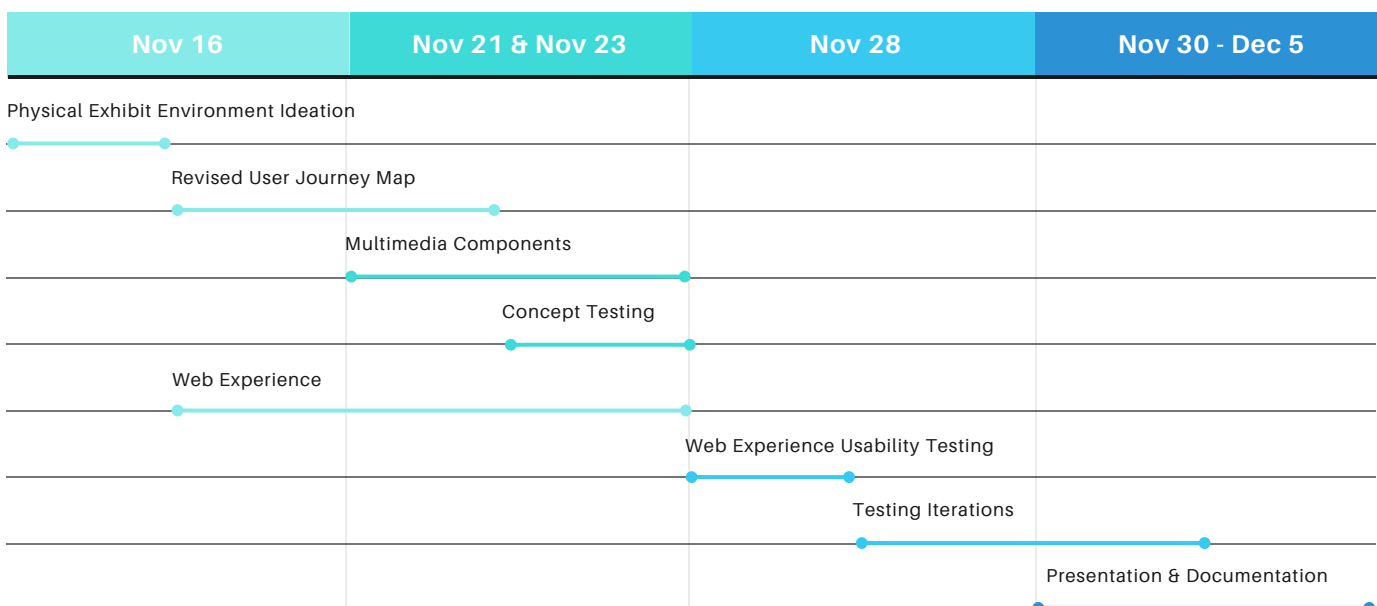 Nov 16
Nov 21 & Nov 23
Nov 28
Nov 30 - Dec 5
Physical Exhibit Environment Ideation
Revised User Journey Map
Multimedia Components
Concept Testing
Web Experience
Web Experience Usability Testing
Testing Iterations
Presentation & Documentation